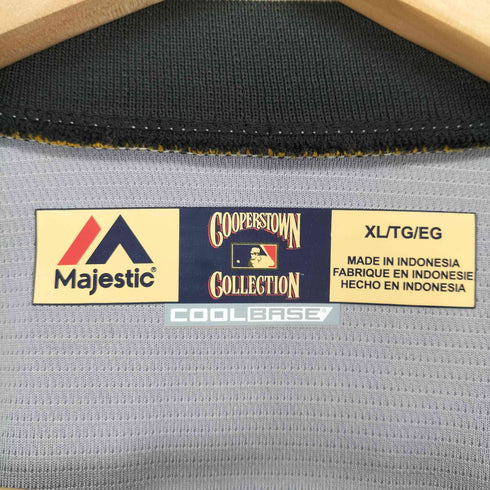 Majestic®
COOPERSTOWN
COLLECTION
XL/TG/EG
MADE IN INDONESIA
FABRIQUE EN INDONESIE
HECHO EN INDONESIA
COOLBASE